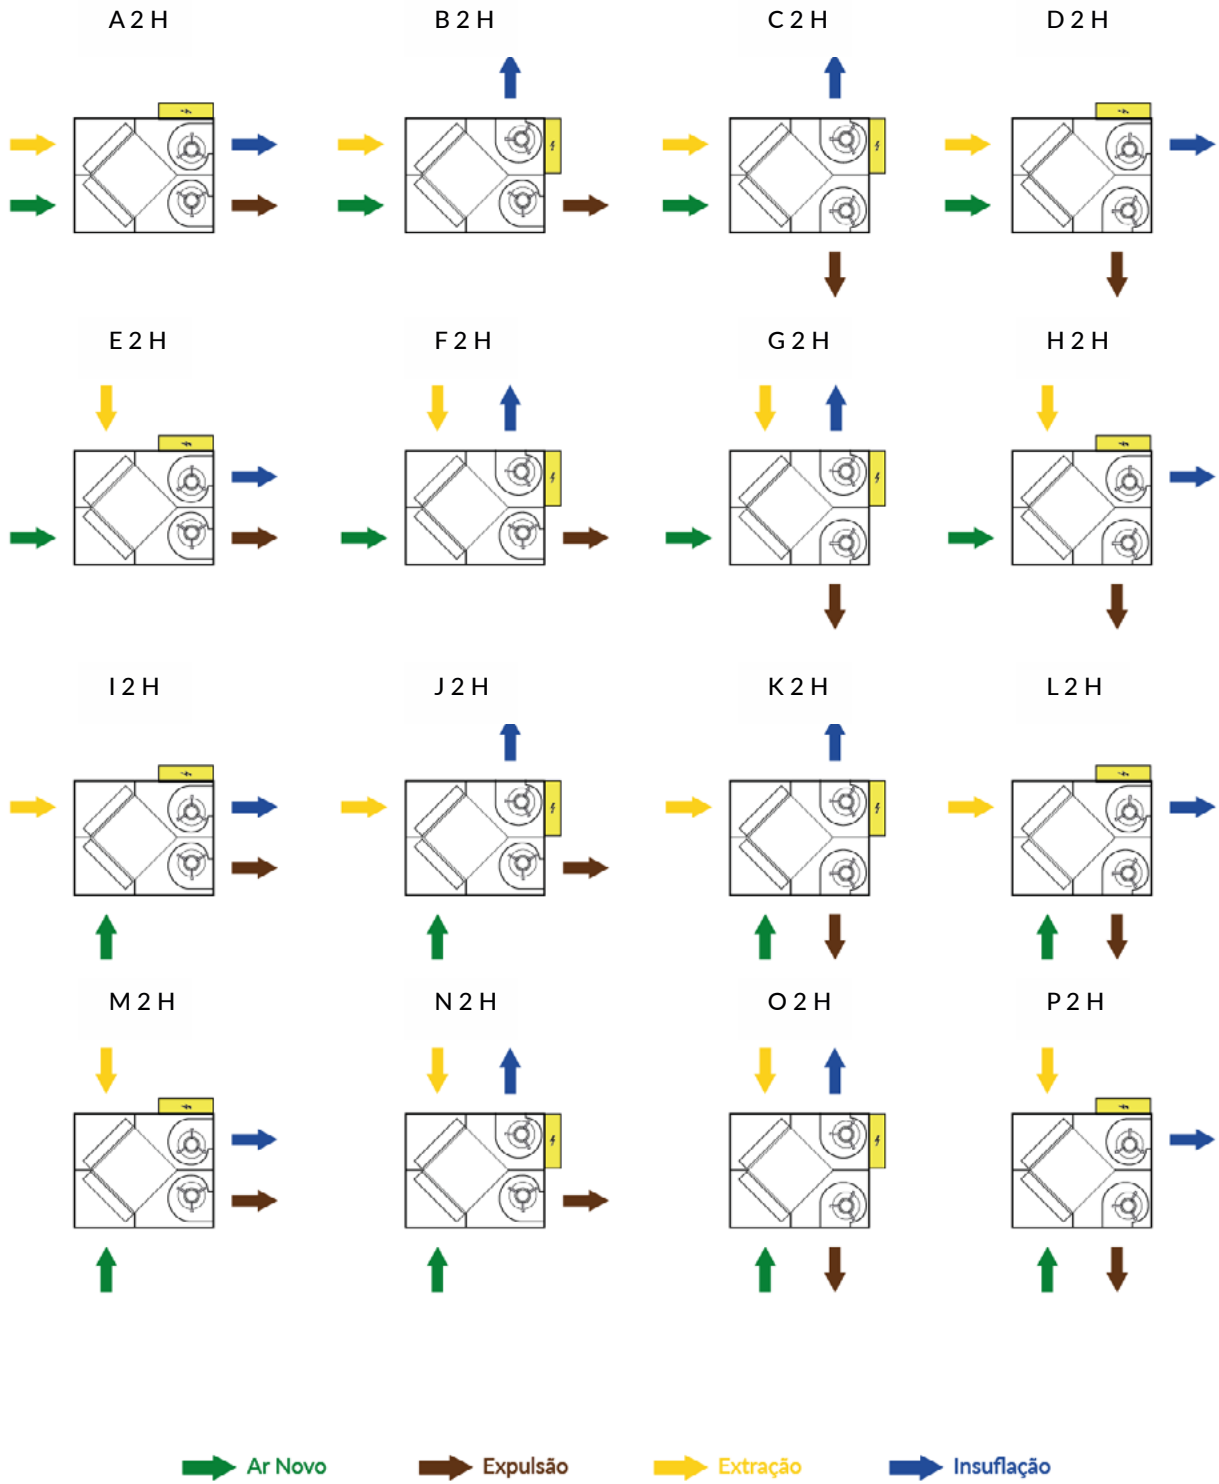 A 2 H B 2 H C 2 H D 2 H
E 2 H F 2 H G 2 H H 2 H
I 2 H J 2 H K 2 H L 2 H
M 2 H N 2 H O 2 H P 2 H
Ar Novo Expulsão Extração Insuflação